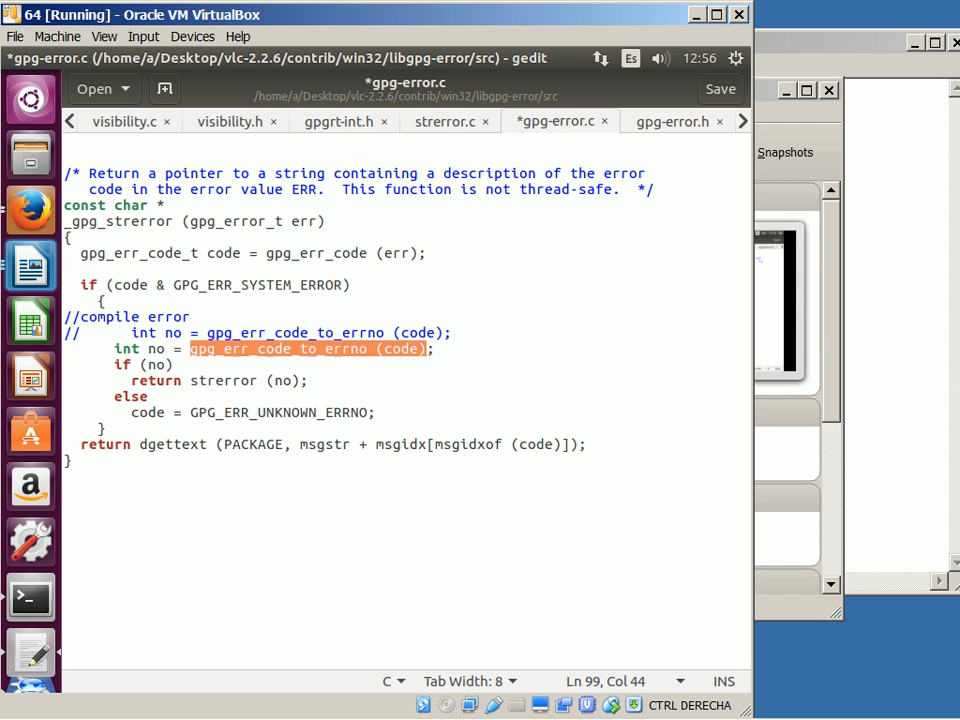 64 [Running] - Oracle VM VirtualBox
File Machine View Input Devices Help
*gpg-error.c (/home/a/Desktop/vlc-2.2.6/contrib/win32/libgpg-error/src) - gedit
Es
12:56
Open
*gpg-error.c
/home/a/Desktop/vlc-2.2.6/contrib/win32/libgpg-error/src
Save
visibility.c × visibility.h × gpgrt-int.h × strerror.c × *gpg-error.c × gpg-error.h ×
Snapshots
/* Return a pointer to a string containing a description of the error
code in the error value ERR.  This function is not thread-safe.  */
const char *
_gpg_strerror (gpg_error_t err)
{
gpg_err_code_t code = gpg_err_code (err);
if (code & GPG_ERR_SYSTEM_ERROR)
{
//compile error
//      int no = gpg_err_code_to_errno (code);
int no = gpg_err_code_to_errno (code);
if (no)
return strerror (no);
else
code = GPG_ERR_UNKNOWN_ERRNO;
}
return dgettext (PACKAGE, msgstr + msgidx[msgidxof (code)]);
}
C Tab Width: 8 Ln 99, Col 44 INS
CTRL DERECHA